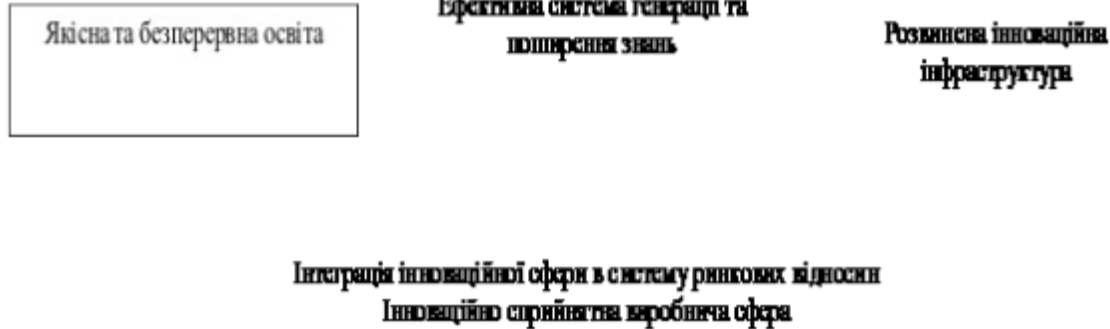 Якісна та безперервна освіта
Ефективна система генерації та
поширення знань
Розвинена інноваційна
інфраструктура
Інтеграція інноваційної сфери в систему ринкових відносин
Інноваційно сприйнятна виробнича сфера